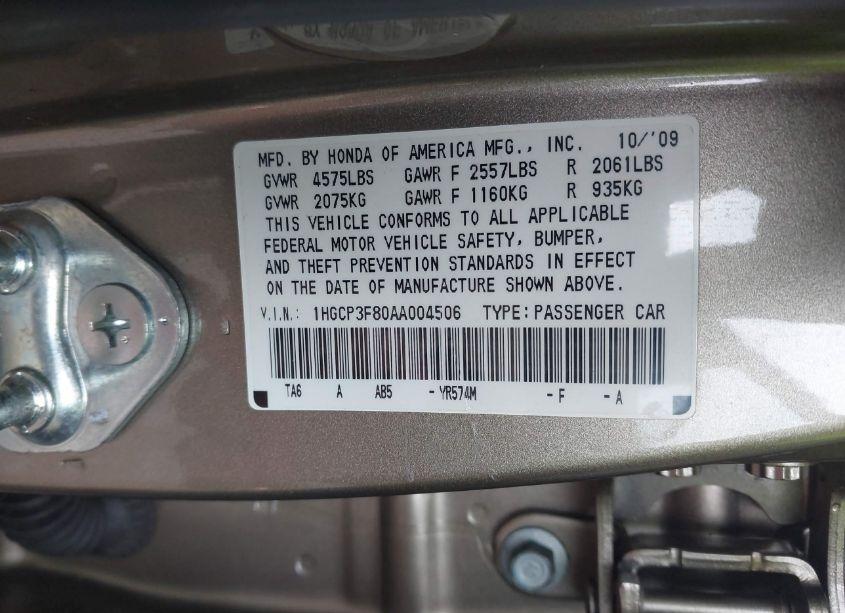 MFD. BY HONDA OF AMERICA MFG., INC. 10/'09
GVWR 4575LBS GAWR F 2557LBS R 2061LBS
GVWR 2075KG GAWR F 1160KG R 935KG
THIS VEHICLE CONFORMS TO ALL APPLICABLE
FEDERAL MOTOR VEHICLE SAFETY, BUMPER,
AND THEFT PREVENTION STANDARDS IN EFFECT
ON THE DATE OF MANUFACTURE SHOWN ABOVE.
V.I.N.: 1HGCP3F80AA004506 TYPE: PASSENGER CAR
TA6 A AB5 - YR574M - F - A